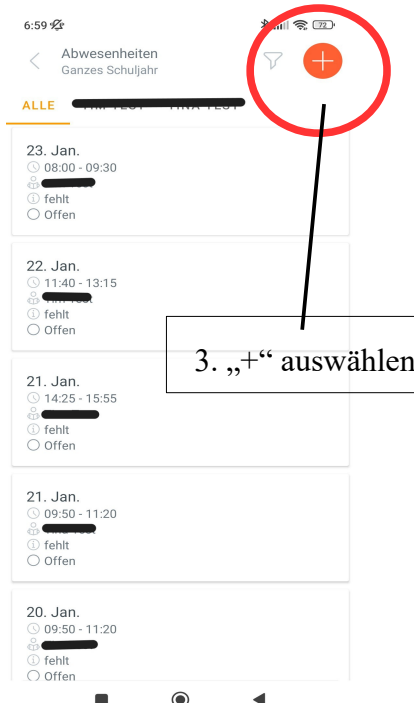 6:59
72
Abwesenheiten
Ganzes Schuljahr
ALLE
23. Jan.
08:00 - 09:30
fehlt
Offen
22. Jan.
11:40 - 13:15
fehlt
Offen
3. „+“ auswählen
21. Jan.
14:25 - 15:55
fehlt
Offen
21. Jan.
09:50 - 11:20
fehlt
Offen
20. Jan.
09:50 - 11:20
fehlt
Offen